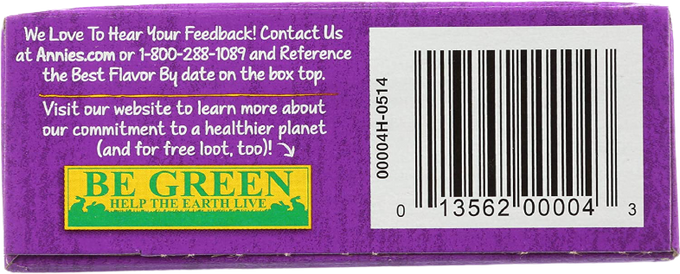 We Love To Hear Your Feedback! Contact Us
at Annies.com or 1-800-288-1089 and Reference
the Best Flavor By date on the box top.
Visit our website to learn more about
our commitment to a healthier planet
(and for free loot, too)!
BE GREEN
HELP THE EARTH LIVE
00004H-0514
0 13562 00004 3